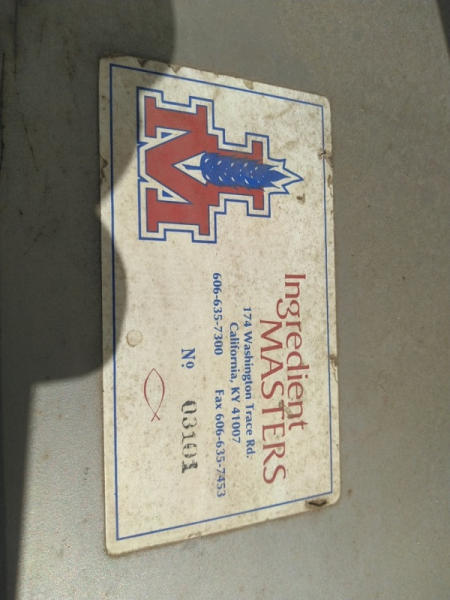 M
Ingredient
MASTERS
174 Washington Trace Rd.
California, KY 41007
606-635-7300 Fax 606-635-7453
Nº 03101